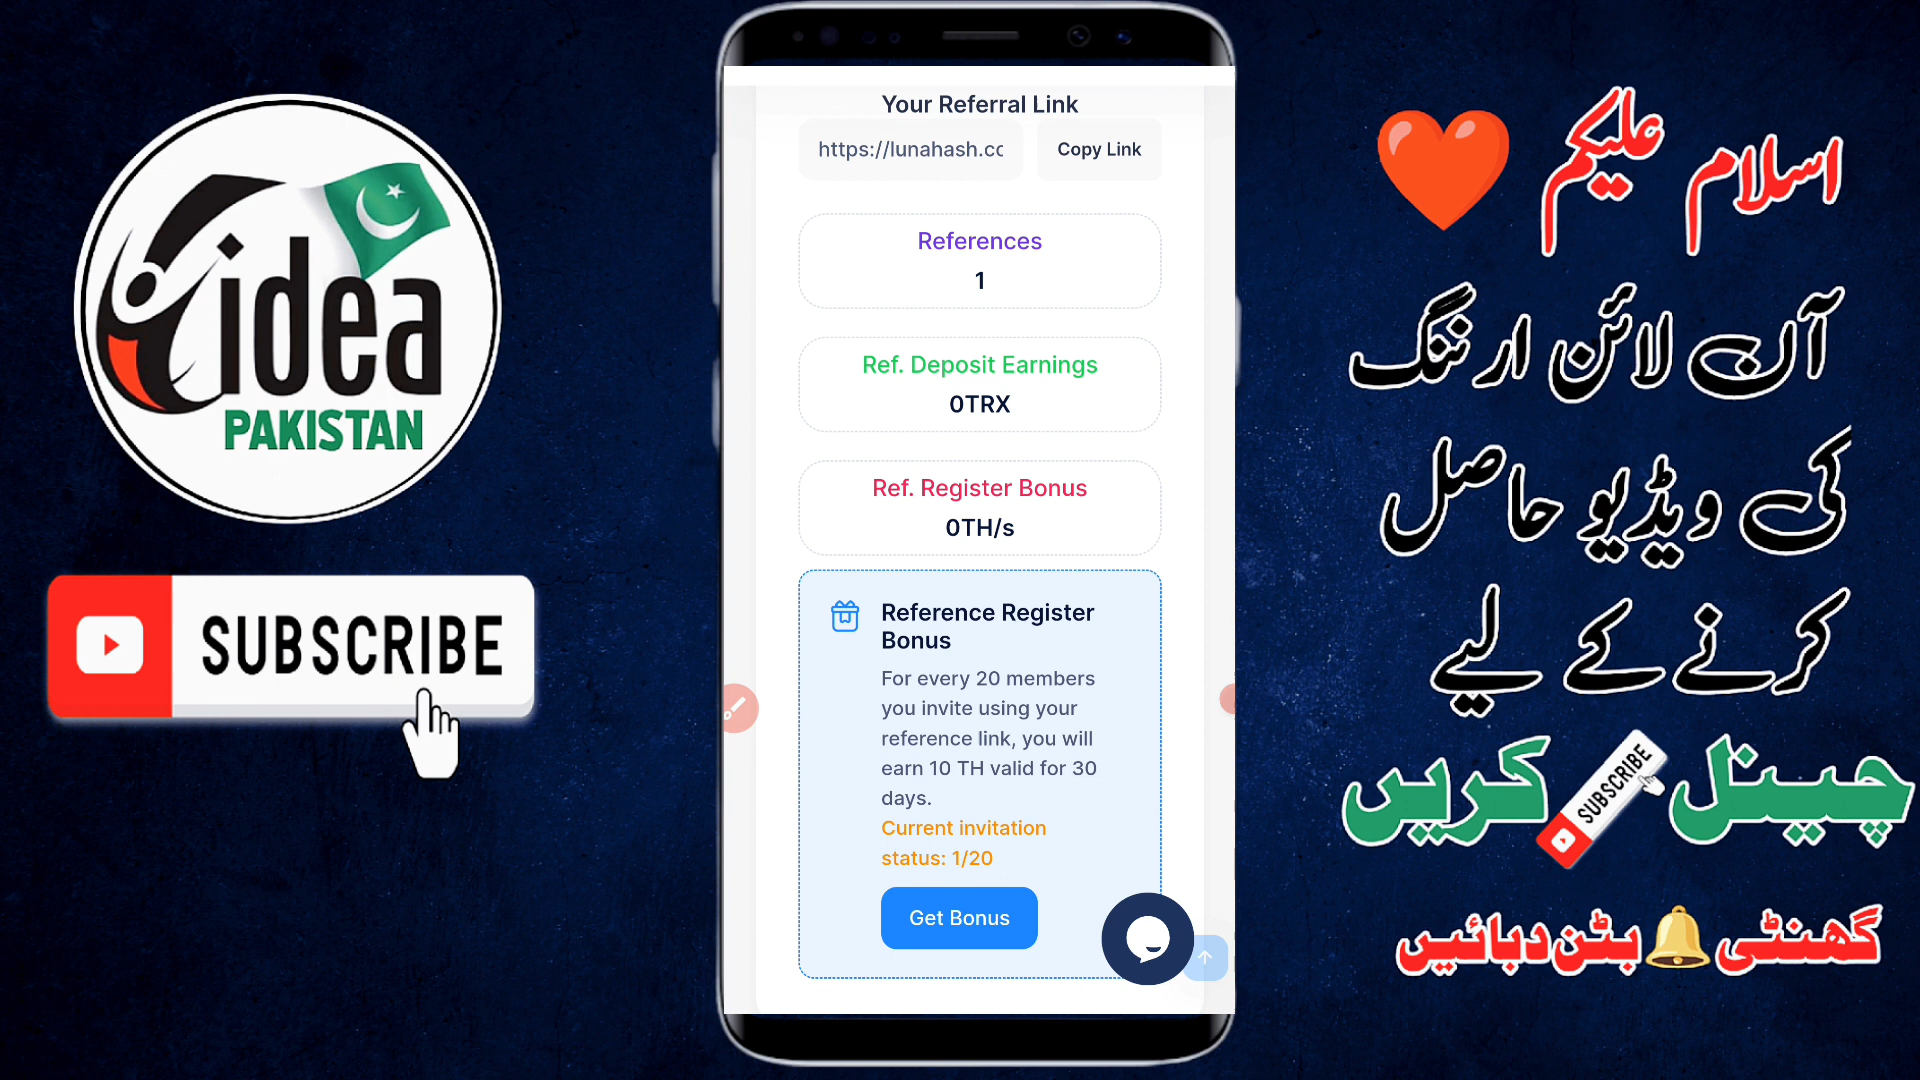 idea
PAKISTAN
SUBSCRIBE
Your Referral Link
https://lunahash.cc
Copy Link
References
1
Ref. Deposit Earnings
0TRX
Ref. Register Bonus
0TH/s
Reference Register
Bonus
For every 20 members
you invite using your
reference link, you will
earn 10 TH valid for 30
days.
Current invitation
status: 1/20
Get Bonus
اسلام علیکم
آن لائن ارننگ
کی ویڈیو حاصل
کرنے کے لیے
چینل SUBSCRIBE کریں
گھنٹی بٹن دبائیں